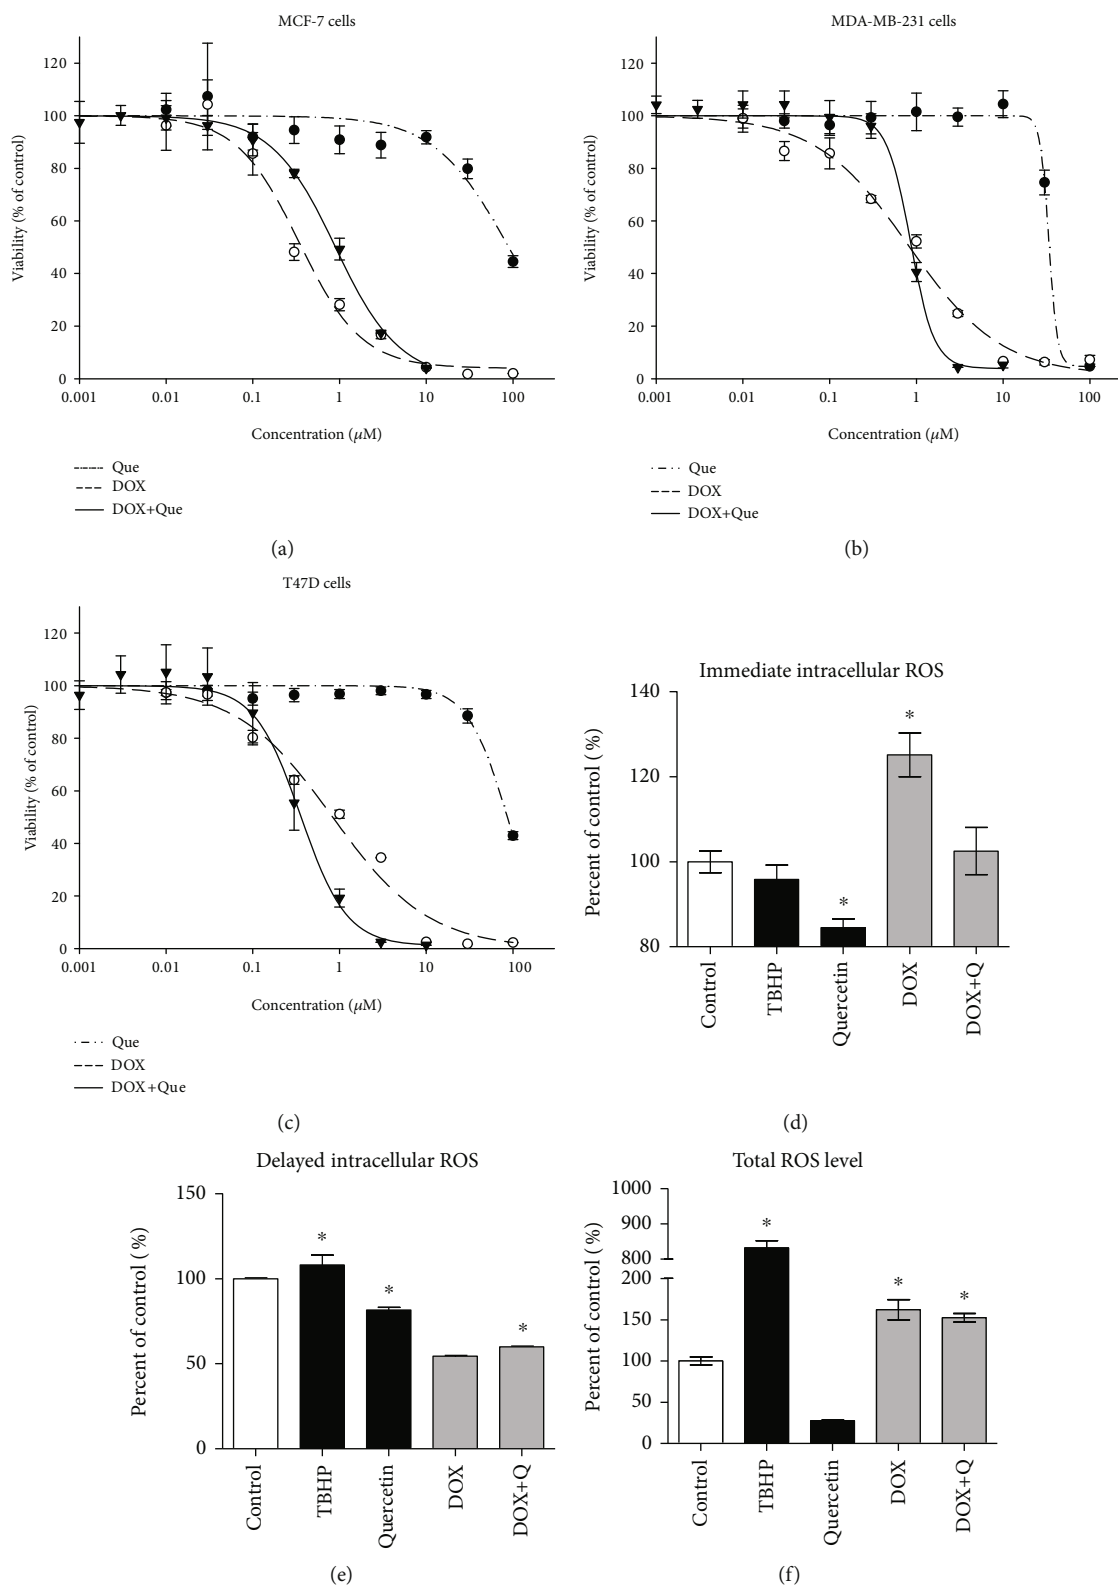 MCF-7 cells
Viability (% of control)
120
100
80
60
40
20
0
0.001 0.01 0.1 1 10 100
Concentration (μM)
Que
DOX
DOX+Que
(a)
MDA-MB-231 cells
Viability (% of control)
120
100
80
60
40
20
0
0.001 0.01 0.1 1 10 100
Concentration (μM)
Que
DOX
DOX+Que
(b)
T47D cells
Viability (% of control)
120
100
80
60
40
20
0
0.001 0.01 0.1 1 10 100
Concentration (μM)
Que
DOX
DOX+Que
(c)
Immediate intracellular ROS
Percent of control (%)
140
120
100
80
* *
Control TBHP Quercetin DOX DOX+Q
(d)
Delayed intracellular ROS
Percent of control (%)
150
100
50
0
* * *
Control TBHP Quercetin DOX DOX+Q
(e)
Total ROS level
Percent of control (%)
1000
900
800
200
150
100
50
0
* * *
Control TBHP Quercetin DOX DOX+Q
(f)